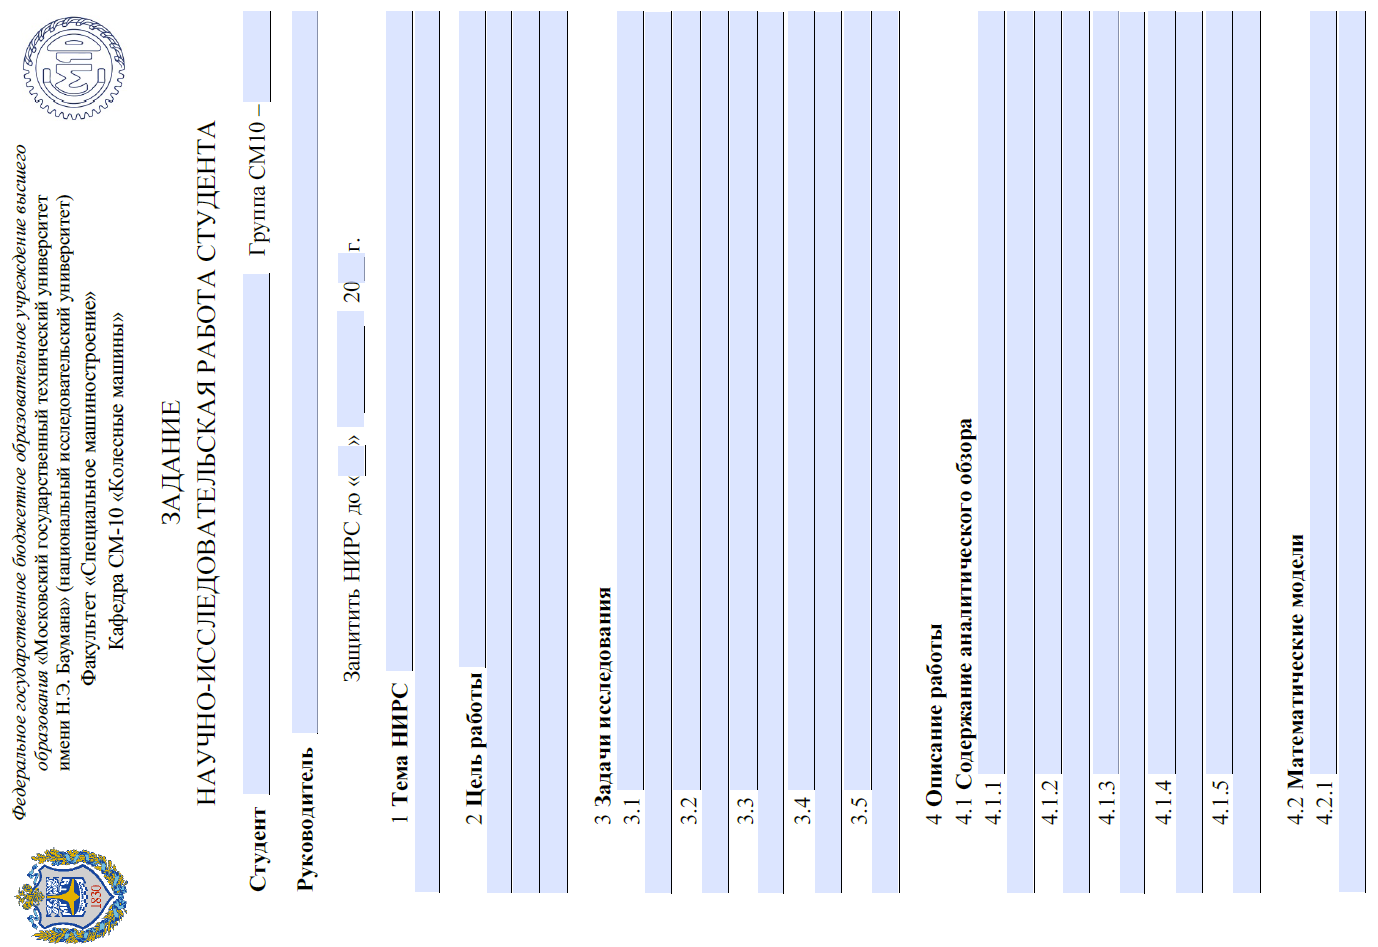 Федеральное государственное бюджетное образовательное учреждение высшего
образования «Московский государственный технический университет
имени Н.Э. Баумана» (национальный исследовательский университет)
Факультет «Специальное машиностроение»
Кафедра СМ-10 «Колесные машины»
1830
СМ10
ЗАДАНИЕ
НАУЧНО-ИССЛЕДОВАТЕЛЬСКАЯ РАБОТА СТУДЕНТА
Студент Группа СМ10 –
Руководитель
Защитить НИРС до « » 20 г.
1 Тема НИРС
2 Цель работы
3 Задачи исследования
3.1
3.2
3.3
3.4
3.5
4 Описание работы
4.1 Содержание аналитического обзора
4.1.1
4.1.2
4.1.3
4.1.4
4.1.5
4.2 Математические модели
4.2.1